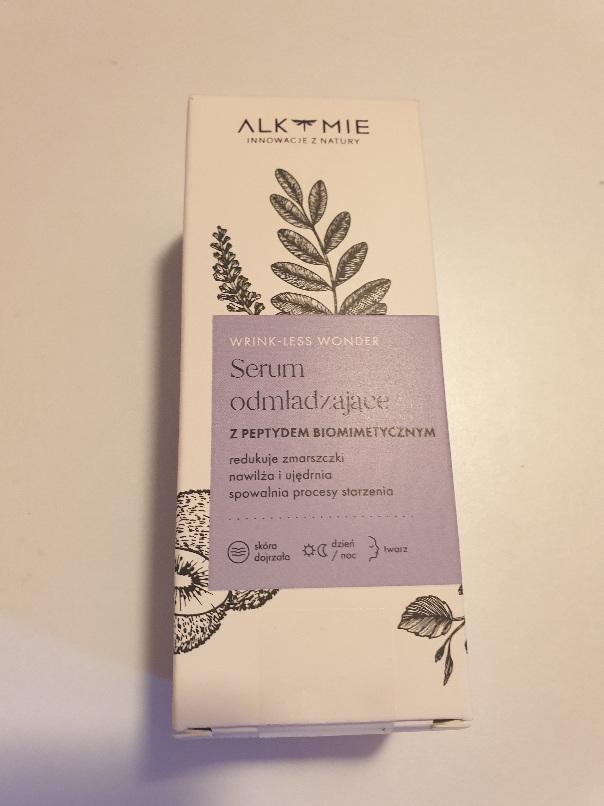 ALKMIE
INNOWACJE Z NATURY
WRINK-LESS WONDER
Serum
odmładzające
Z PEPTYDEM BIOMIMETYCZNYM
redukuje zmarszczki
nawilża i ujędrnia
spowalnia procesy starzenia
skóra
dojrzała
dzień
/ noc
twarz